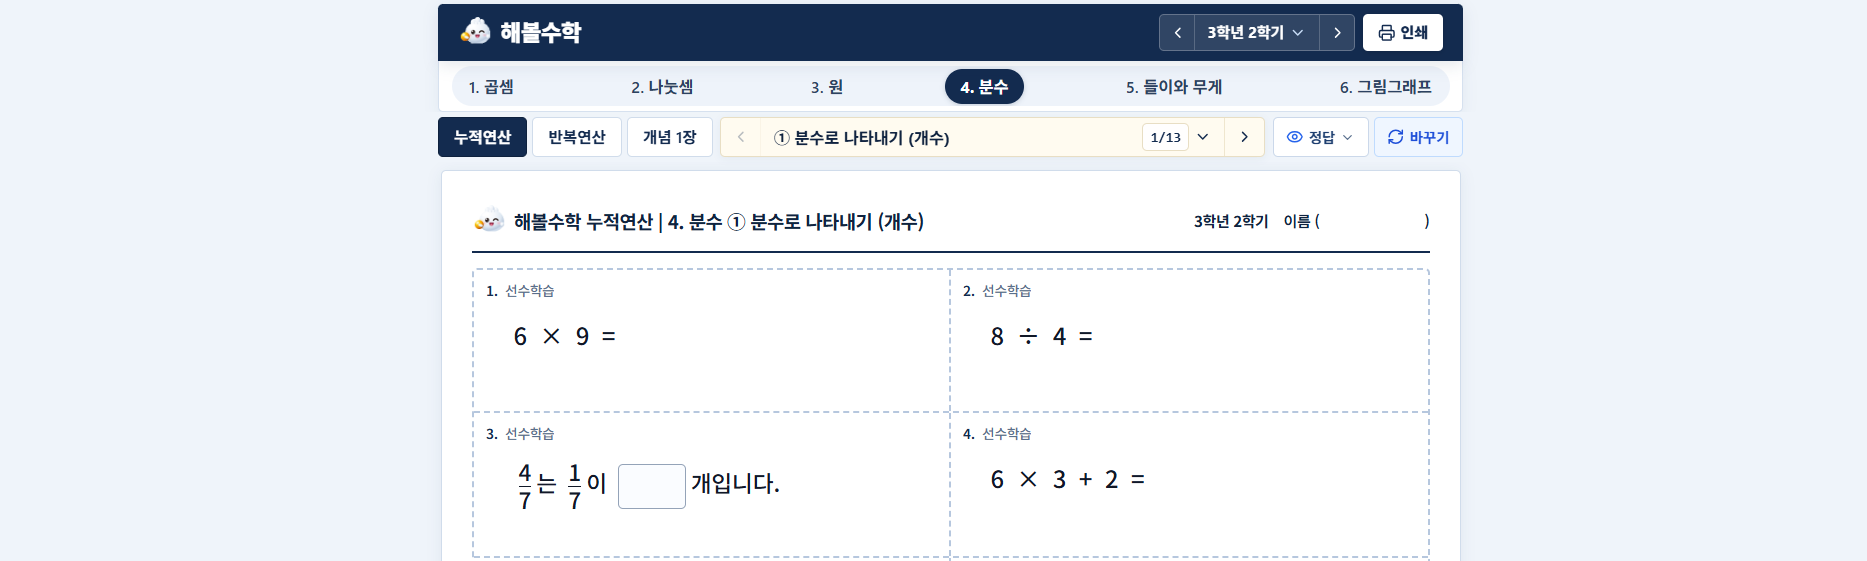 해볼수학
3학년 2학기
인쇄
1. 곱셈
2. 나눗셈
3. 원
4. 분수
5. 들이와 무게
6. 그림그래프
누적연산
반복연산
개념 1장
① 분수로 나타내기 (개수)
1/13
정답
바꾸기
해볼수학 누적연산 | 4. 분수 ① 분수로 나타내기 (개수)
3학년 2학기 이름 ( )
1. 선수학습
6 × 9 =
2. 선수학습
8 ÷ 4 =
3. 선수학습
4/7는 1/7이 개입니다.
4. 선수학습
6 × 3 + 2 =